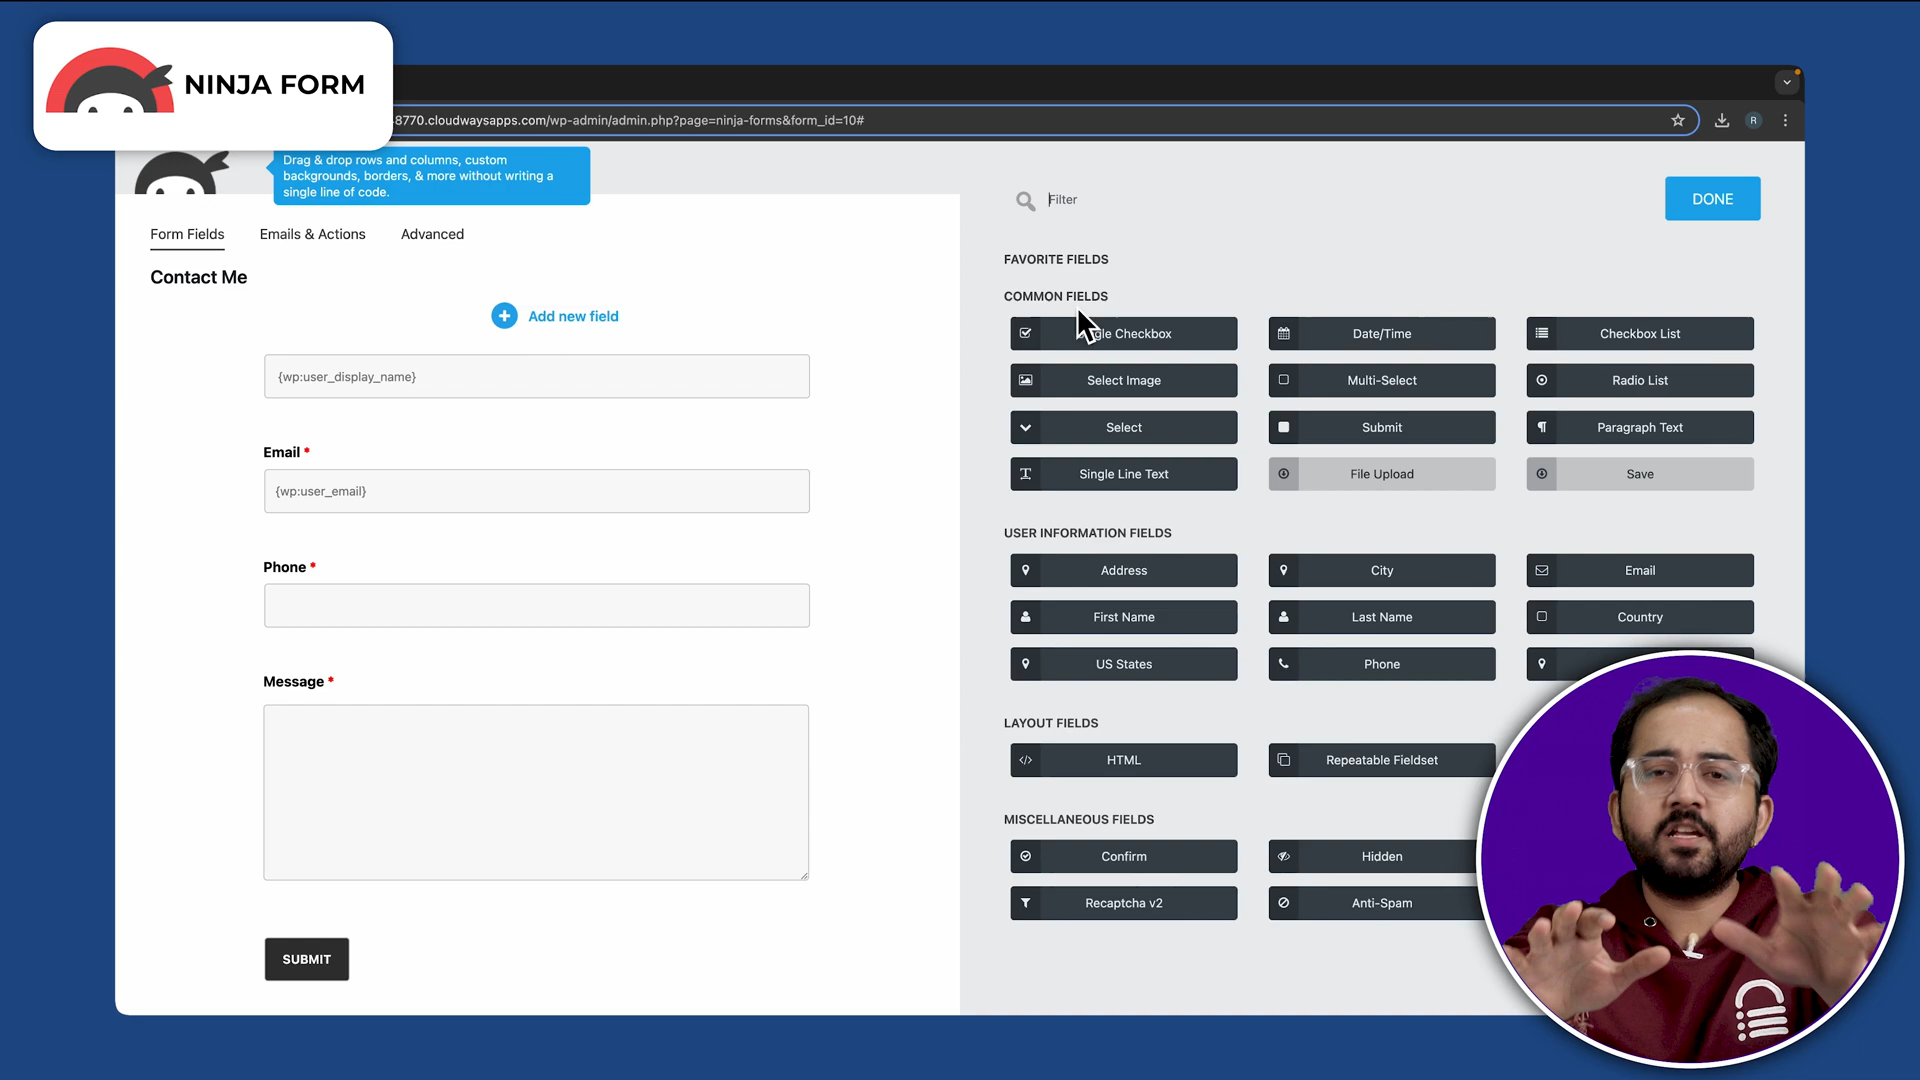 NINJA FORM
8770.cloudwaysapps.com/wp-admin/admin.php?page=ninja-forms&form_id=10#
R
Drag & drop rows and columns, custom
backgrounds, borders, & more without writing a
single line of code.
Filter
DONE
Form Fields
Emails & Actions
Advanced
Contact Me
Add new field
{wp:user_display_name}
Email *
{wp:user_email}
Phone *
Message *
SUBMIT
FAVORITE FIELDS
COMMON FIELDS
Checkbox
Date/Time
Checkbox List
Select Image
Multi-Select
Radio List
Select
Submit
Paragraph Text
Single Line Text
File Upload
Save
USER INFORMATION FIELDS
Address
City
Email
First Name
Last Name
Country
US States
Phone
LAYOUT FIELDS
HTML
Repeatable Fieldset
MISCELLANEOUS FIELDS
Confirm
Hidden
Recaptcha v2
Anti-Spam